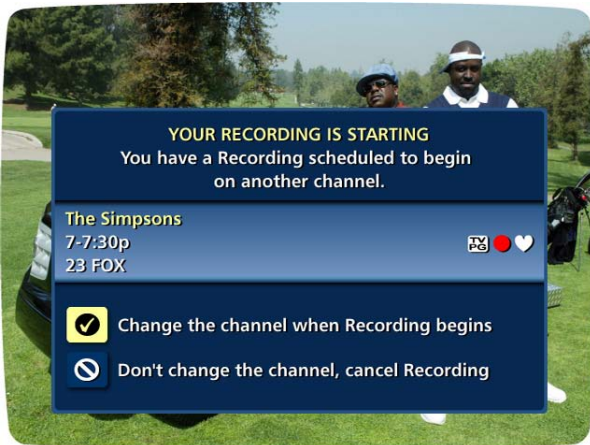 YOUR RECORDING IS STARTING
You have a Recording scheduled to begin
on another channel.
The Simpsons
7-7:30p
TV
PG
23 FOX
Change the channel when Recording begins
Don't change the channel, cancel Recording